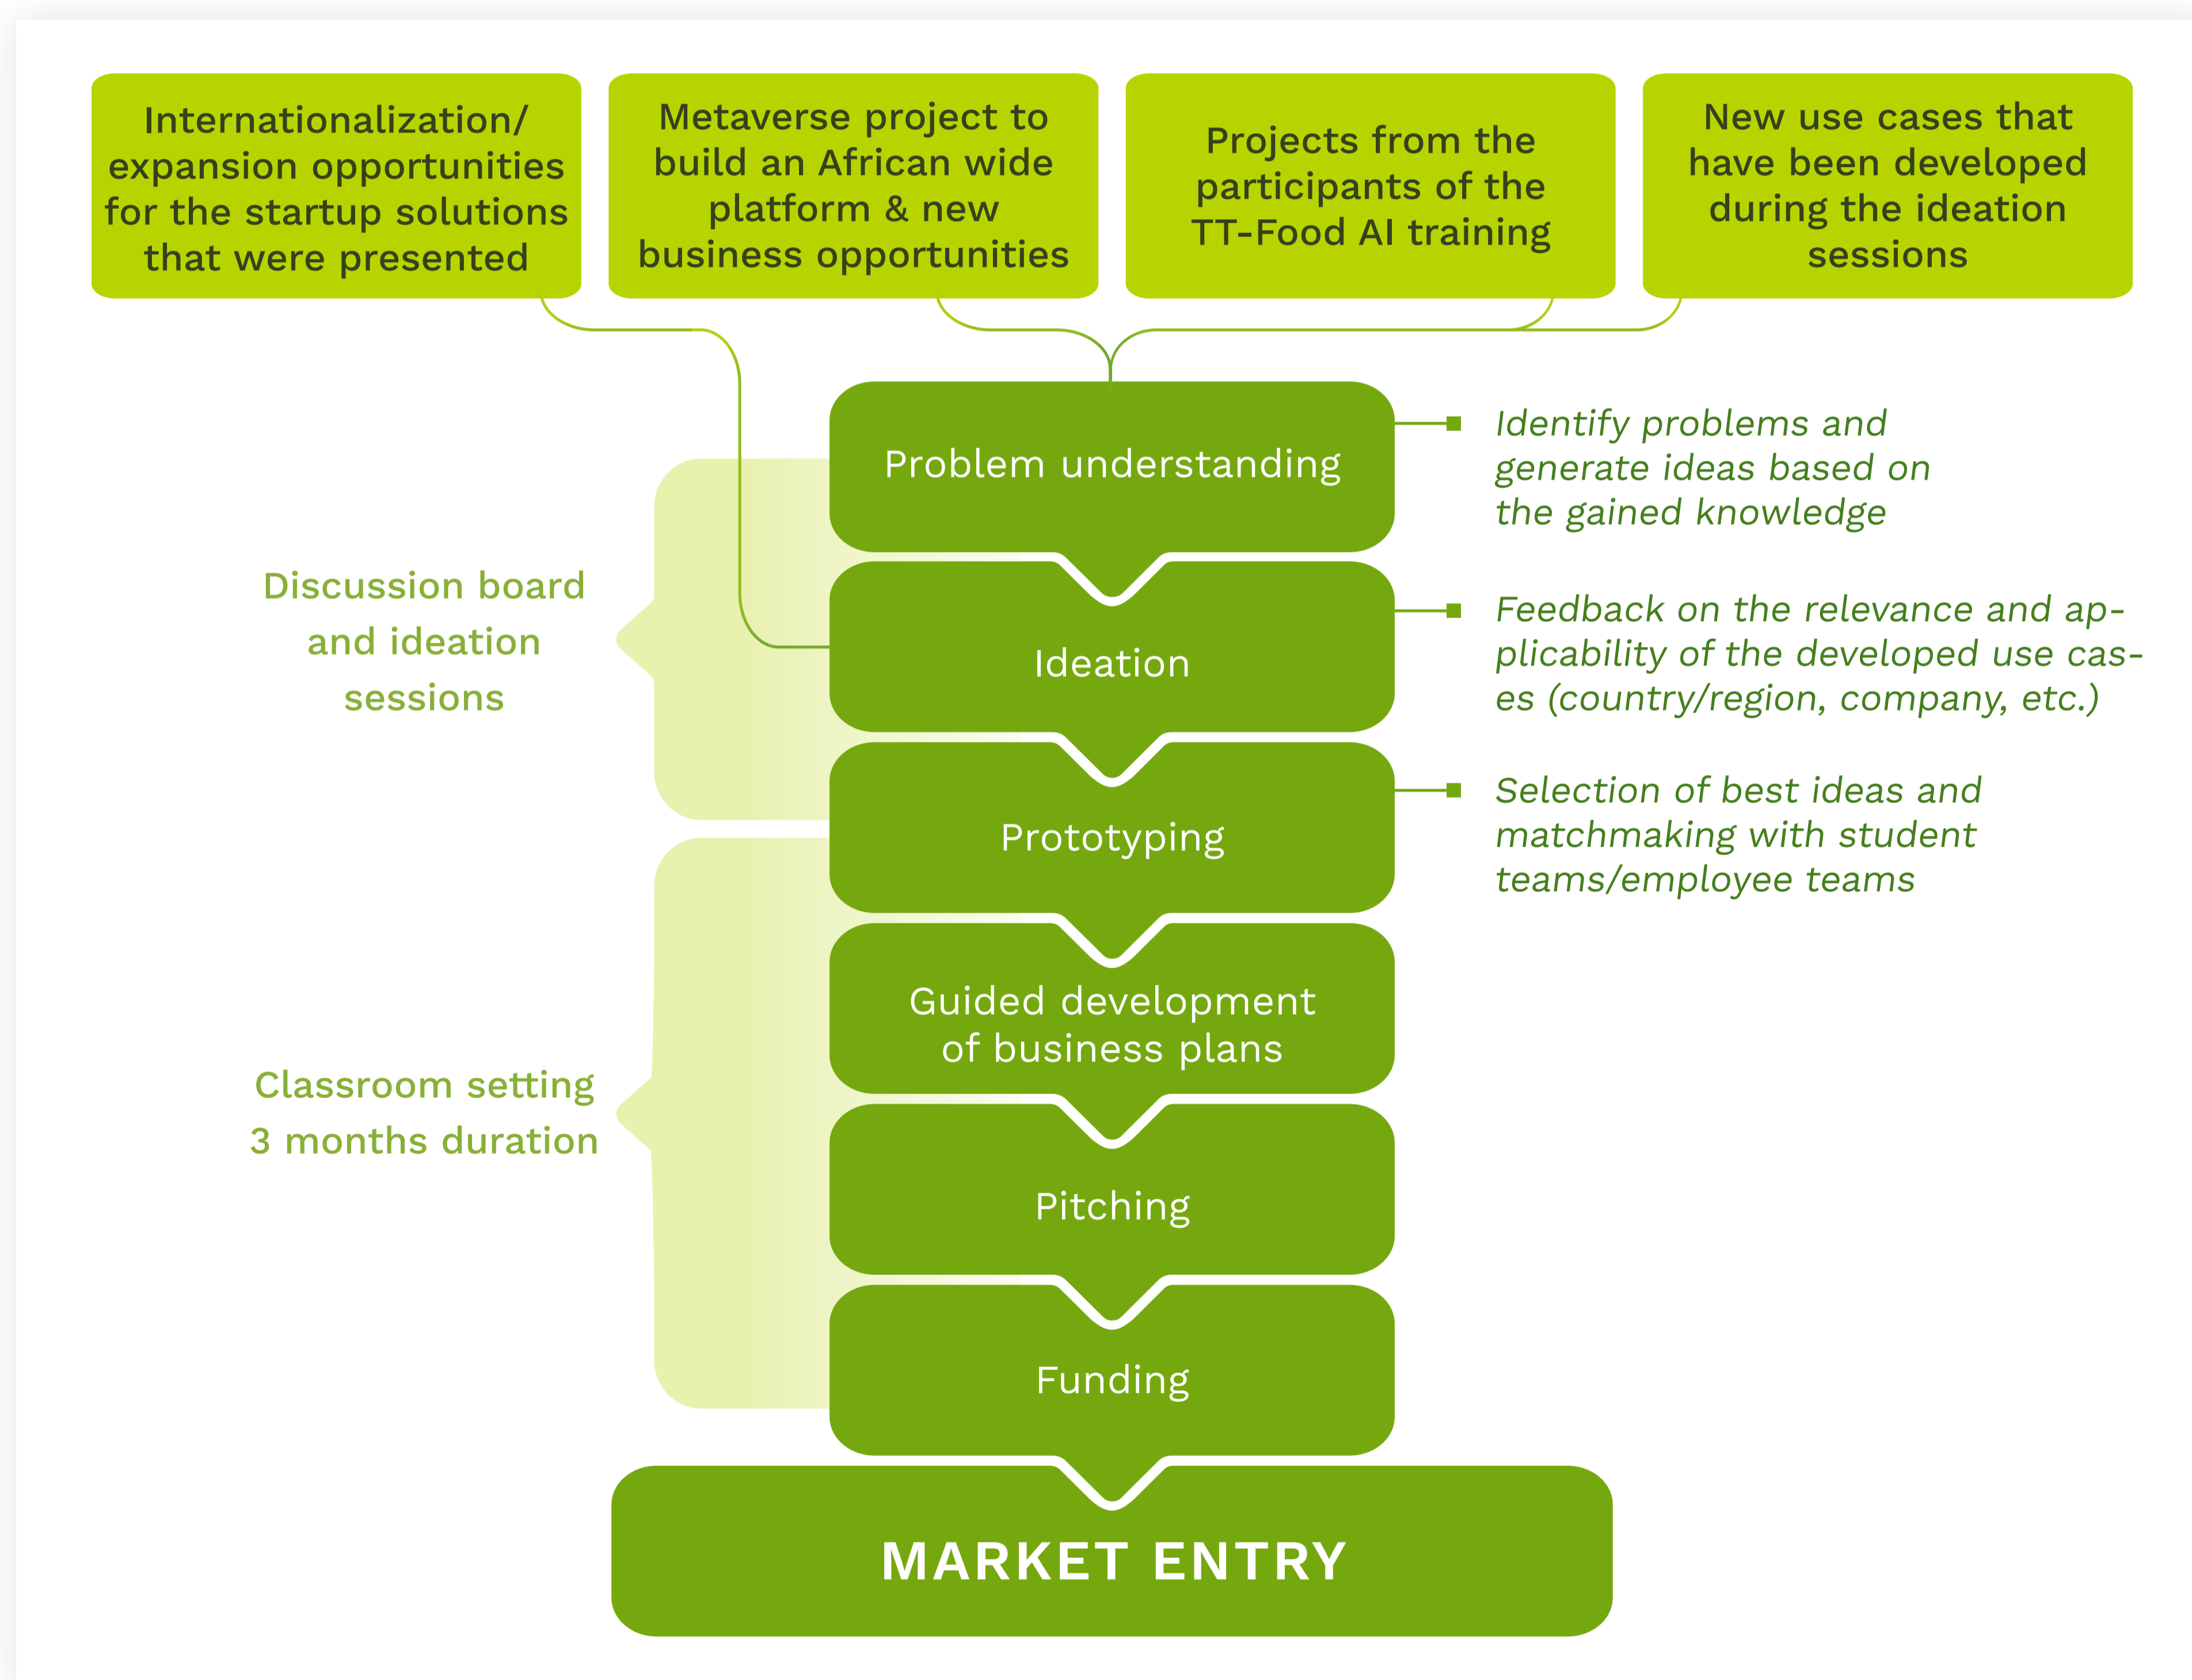 Internationalization/
expansion opportunities
for the startup solutions
that were presented
Metaverse project to
build an African wide
platform & new
business opportunities
Projects from the
participants of the
TT-Food AI training
New use cases that
have been developed
during the ideation
sessions
Problem understanding
Identify problems and
generate ideas based on
the gained knowledge
Discussion board
and ideation
sessions
Ideation
Feedback on the relevance and ap-
plicability of the developed use cas-
es (country/region, company, etc.)
Prototyping
Selection of best ideas and
matchmaking with student
teams/employee teams
Guided development
of business plans
Classroom setting
3 months duration
Pitching
Funding
MARKET ENTRY